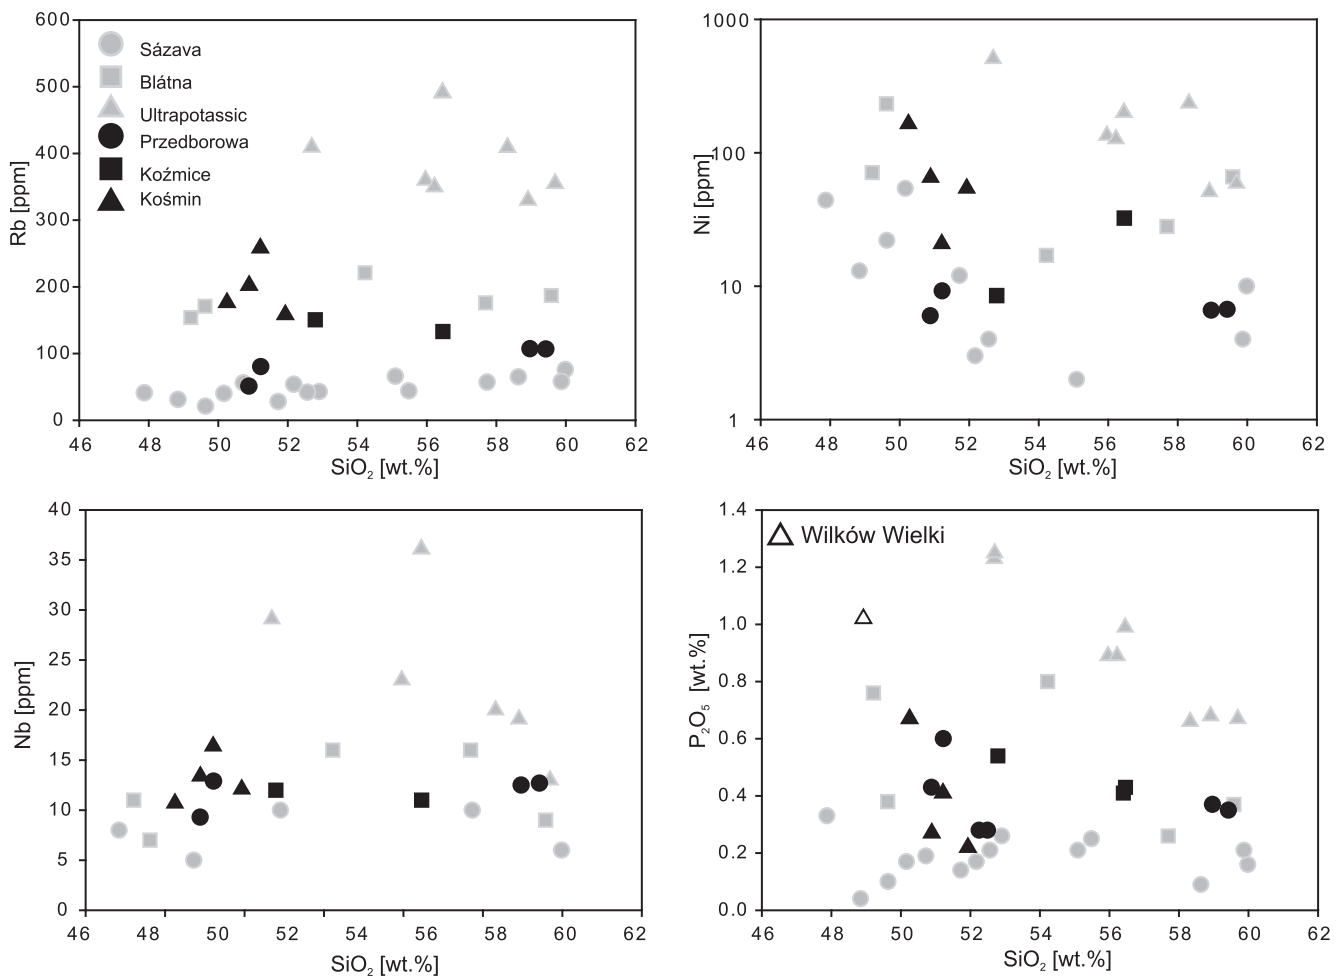 600
500
400
300
200
100
0
Rb [ppm]
Sázava
Blátna
Ultrapotassic
Przedborowa
Koźmice
Kośmin
46 48 50 52 54 56 58 60 62
SiO2 [wt.%]
1000
100
10
1
Ni [ppm]
46 48 50 52 54 56 58 60 62
SiO2 [wt.%]
40
35
30
25
20
15
10
5
0
Nb [ppm]
46 48 50 52 54 56 58 60 62
SiO2 [wt.%]
1.4
1.2
1.0
0.8
0.6
0.4
0.2
0.0
P2O5 [wt.%]
Wilków Wielki
46 48 50 52 54 56 58 60 62
SiO2 [wt.%]